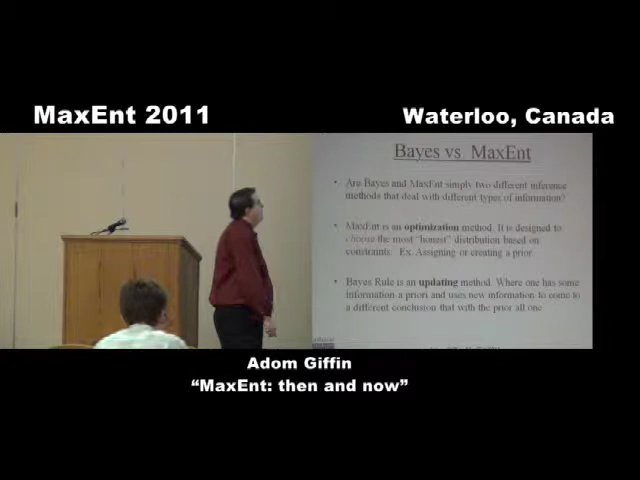 MaxEnt 2011
Waterloo, Canada
Bayes vs MaxEnt
• Are Bayes and MaxEnt simply two different inference
methods that deal with different types of information?
• MaxEnt is an optimization method. It is designed to
choose the most "honest" distribution based on
constraints. Ex. Assigning or creating a prior
• Bayes Rule is an updating method. Where one has some
information a priori and uses new information to come to
a different conclusion that with the prior all one
Adom Giffin
“MaxEnt: then and now”